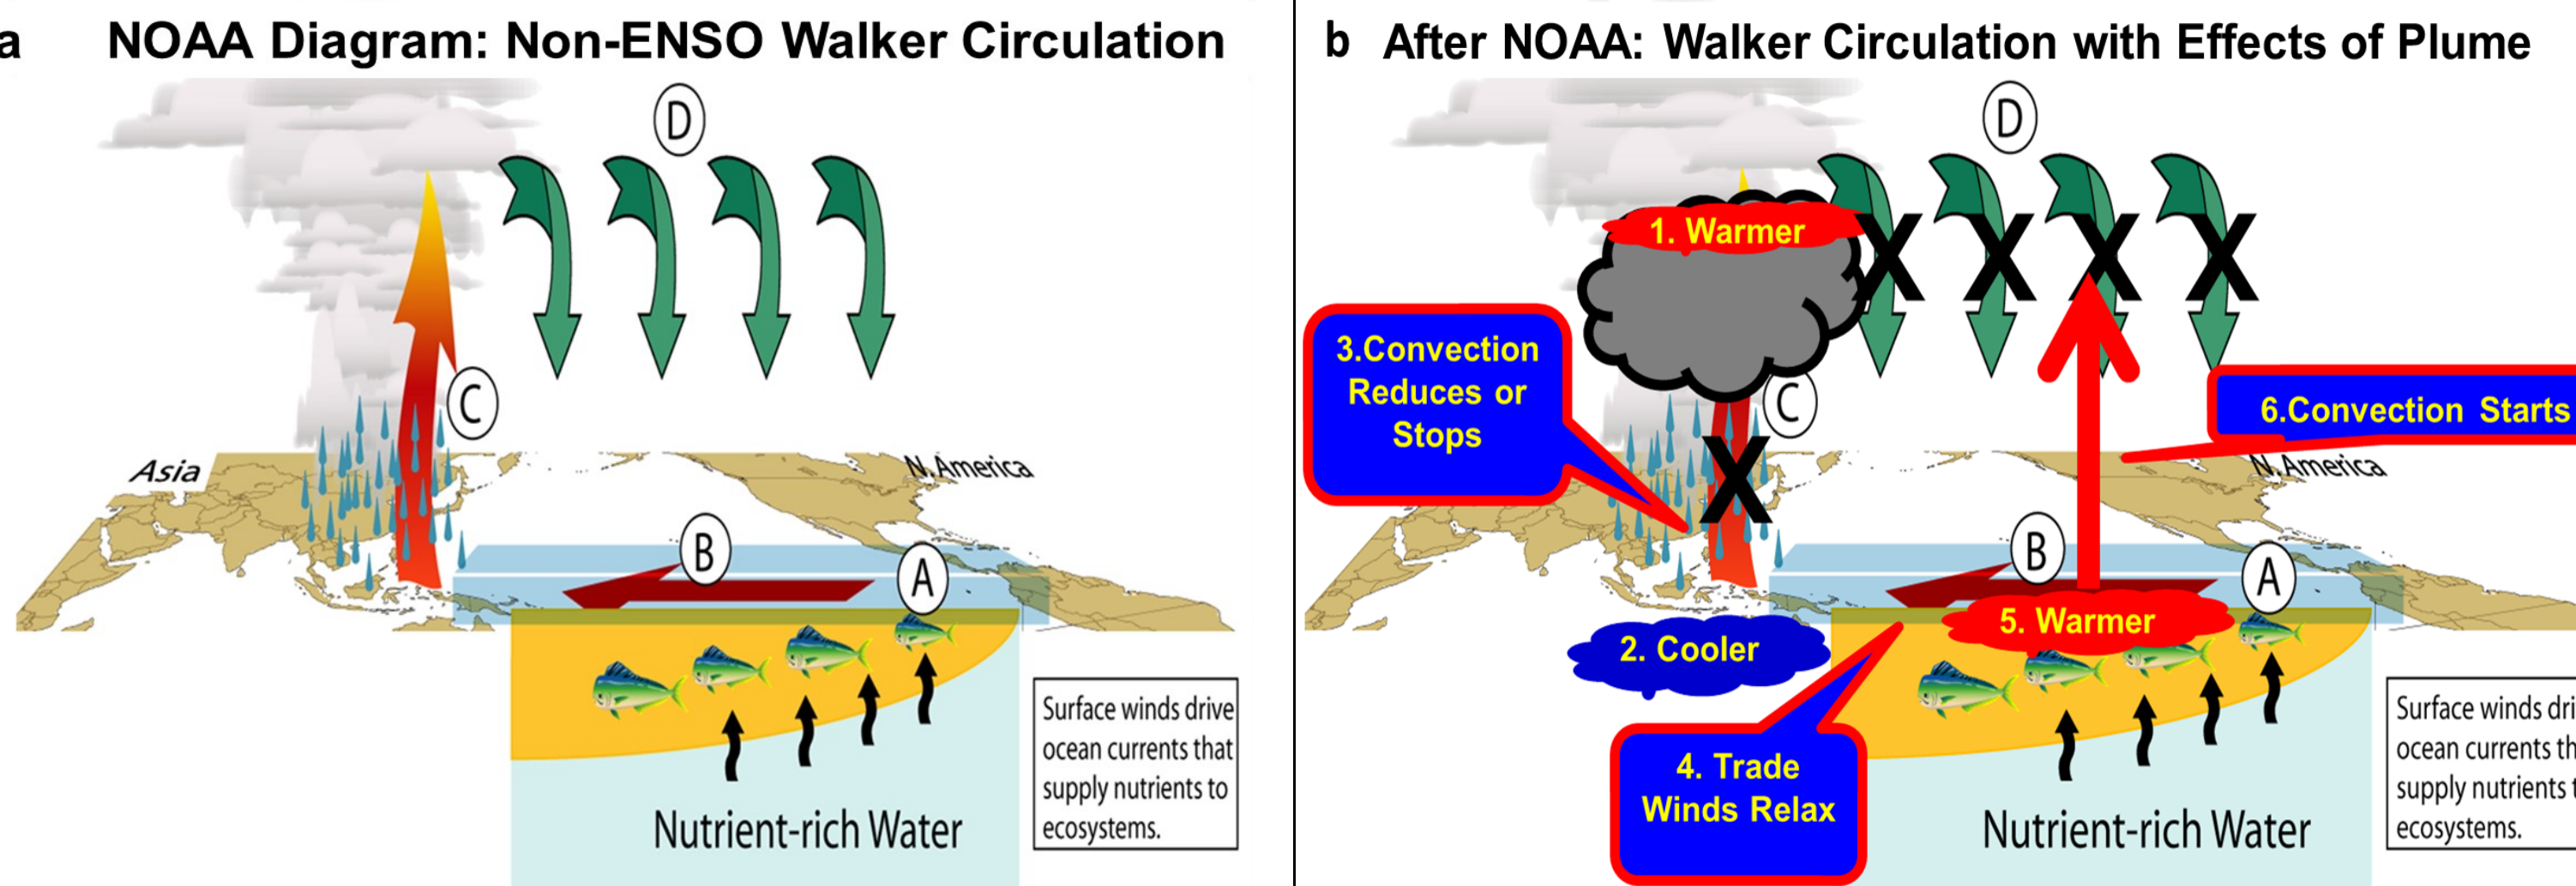 a
NOAA Diagram: Non-ENSO Walker Circulation
D
C
Asia
N.America
B
A
Surface winds drive
ocean currents that
supply nutrients to
ecosystems.
Nutrient-rich Water
b
After NOAA: Walker Circulation with Effects of Plume
D
1. Warmer
X X X X
3.Convection
Reduces or
Stops
C
6.Convection Starts
X
N.America
B
A
5. Warmer
2. Cooler
4. Trade
Winds Relax
Surface winds dri
ocean currents th
supply nutrients t
ecosystems.
Nutrient-rich Water